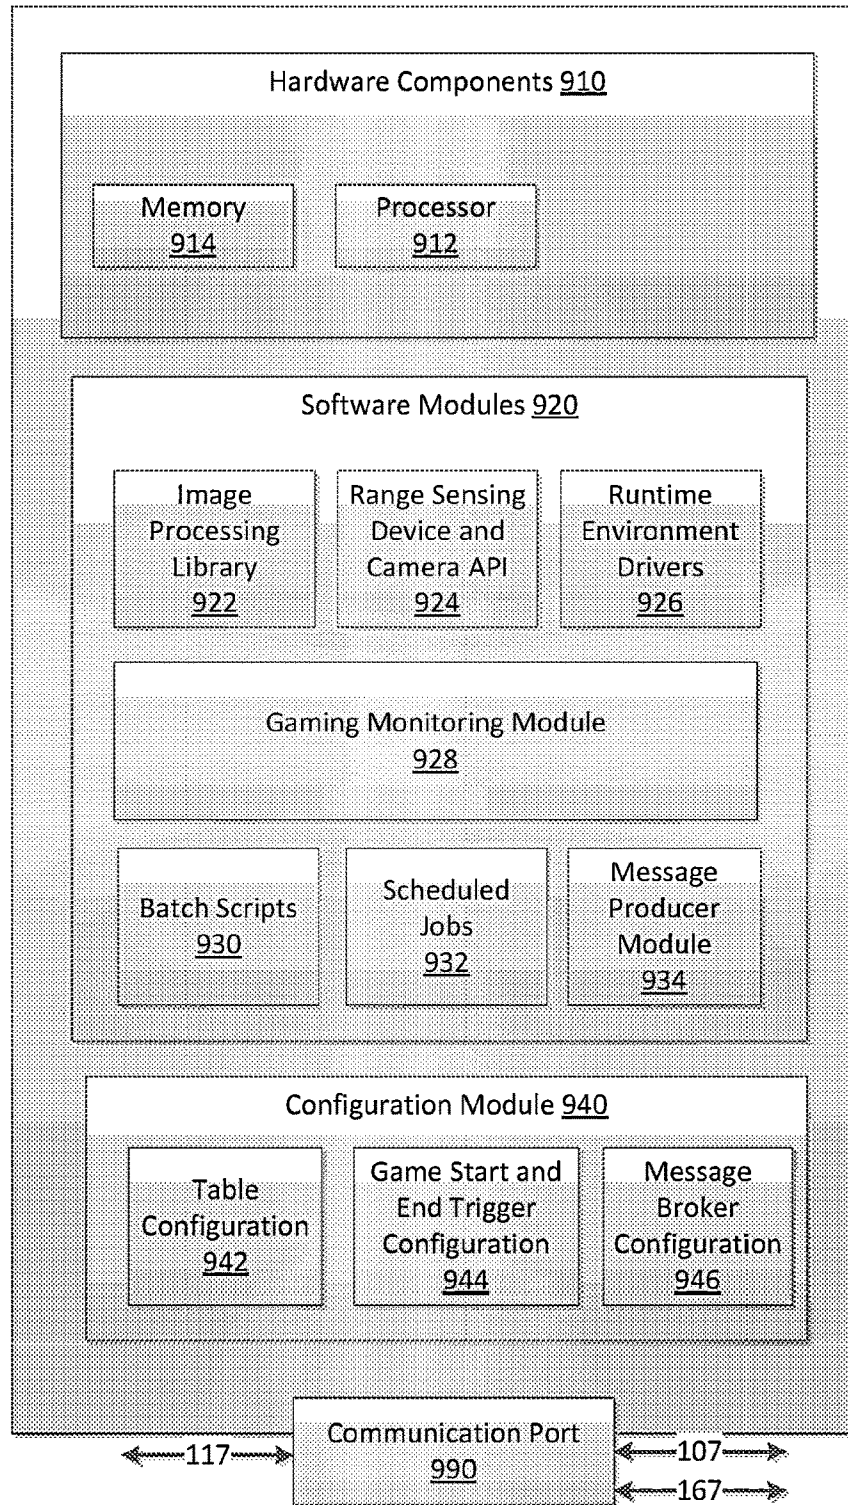 Hardware Components 910
Memory
914
Processor
912
Software Modules 920
Image
Processing
Library
922
Range Sensing
Device and
Camera API
924
Runtime
Environment
Drivers
926
Gaming Monitoring Module
928
Batch Scripts
930
Scheduled
Jobs
932
Message
Producer
Module
934
Configuration Module 940
Table
Configuration
942
Game Start and
End Trigger
Configuration
944
Message
Broker
Configuration
946
Communication Port
990
117
107
167